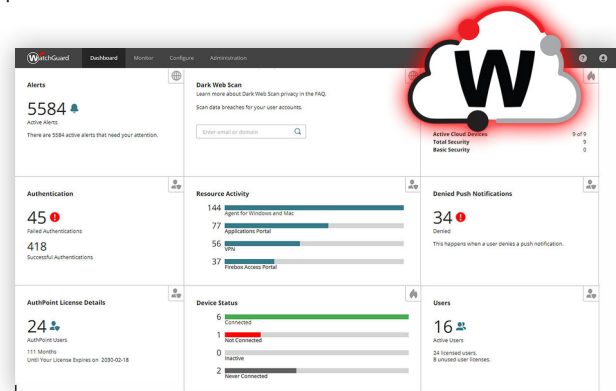 WatchGuard Dashboard Monitor Configure Administration
W
Alerts
5584
Active Alerts
There are 5584 active alerts that need your attention.
Dark Web Scan
Learn more about Dark Web Scan privacy in the FAQ.
Scan data breaches for your user accounts.
Enter email or domain
Active Cloud Devices 9 of 9
Total Security 9
Basic Security 0
Authentication
45
Failed Authentications
418
Successful Authentications
Resource Activity
144
Agent for Windows and Mac
77
Applications Portal
56
VPN
37
Firebox Access Portal
Denied Push Notifications
34
Denied
This happens when a user denies a push notification.
AuthPoint License Details
24
AuthPoint Users
111 Months
Until Your License Expires on 2030-02-18
Device Status
6
Connected
1
Not Connected
0
Inactive
2
Never Connected
Users
16
Active Users
24 licensed users.
8 unused user licenses.